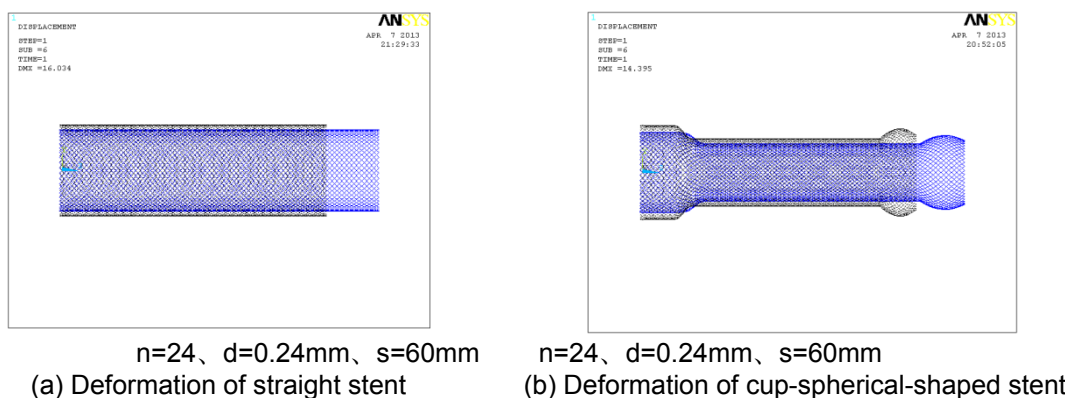 1
DISPLACEMENT
STEP=1
SUB =6
TIME=1
DMX =16.034
ANSYS
APR 7 2013
21:29:33
1
DISPLACEMENT
STEP=1
SUB =6
TIME=1
DMX =14.395
ANSYS
APR 7 2013
20:52:05
n=24、d=0.24mm、s=60mm
n=24、d=0.24mm、s=60mm
(a) Deformation of straight stent
(b) Deformation of cup-spherical-shaped stent